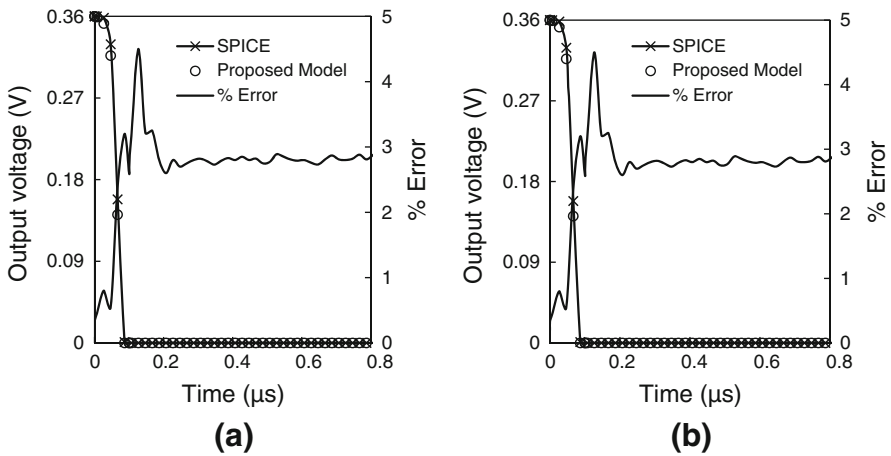 0.36
0.27
0.18
0.09
0
Output voltage (V)
SPICE
Proposed Model
% Error
5
4
3
2
1
0
% Error
0 0.2 0.4 0.6 0.8
Time (µs)
(a)
0.36
0.27
0.18
0.09
0
Output voltage (V)
SPICE
Proposed Model
% Error
5
4
3
2
1
0
% Error
0 0.2 0.4 0.6 0.8
Time (µs)
(b)